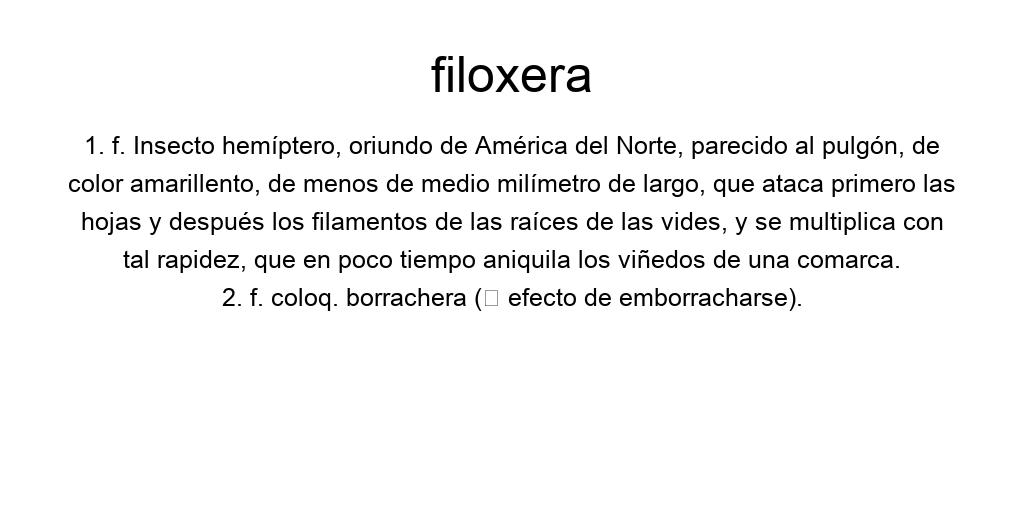 filoxera
1. f. Insecto hemíptero, oriundo de América del Norte, parecido al pulgón, de
color amarillento, de menos de medio milímetro de largo, que ataca primero las
hojas y después los filamentos de las raíces de las vides, y se multiplica con
tal rapidez, que en poco tiempo aniquila los viñedos de una comarca.
2. f. coloq. borrachera (▯ efecto de emborracharse).